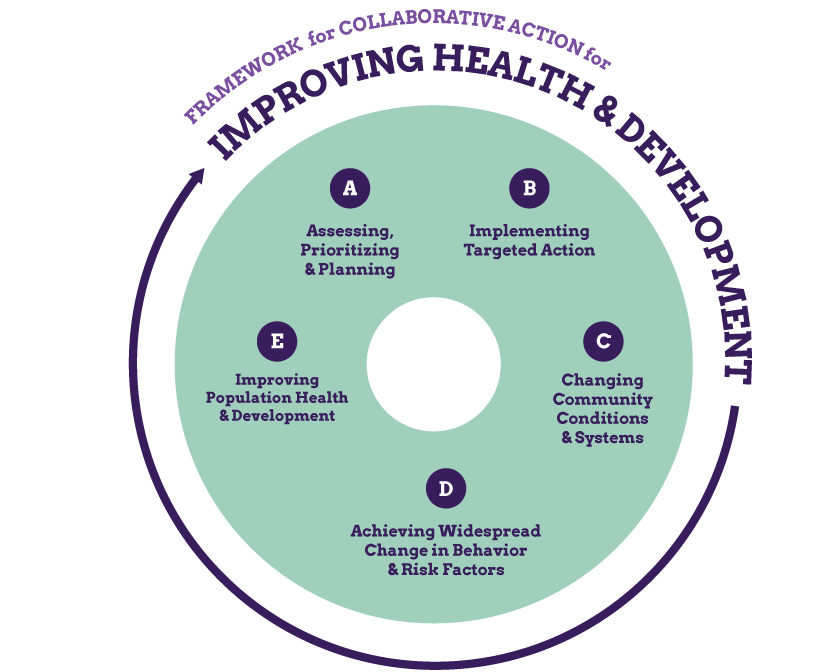 FRAMEWORK for COLLABORATIVE ACTION for
IMPROVING HEALTH & DEVELOPMENT
A
Assessing,
Prioritizing
& Planning
B
Implementing
Targeted Action
C
Changing
Community
Conditions
& Systems
D
Achieving Widespread
Change in Behavior
& Risk Factors
E
Improving
Population Health
& Development